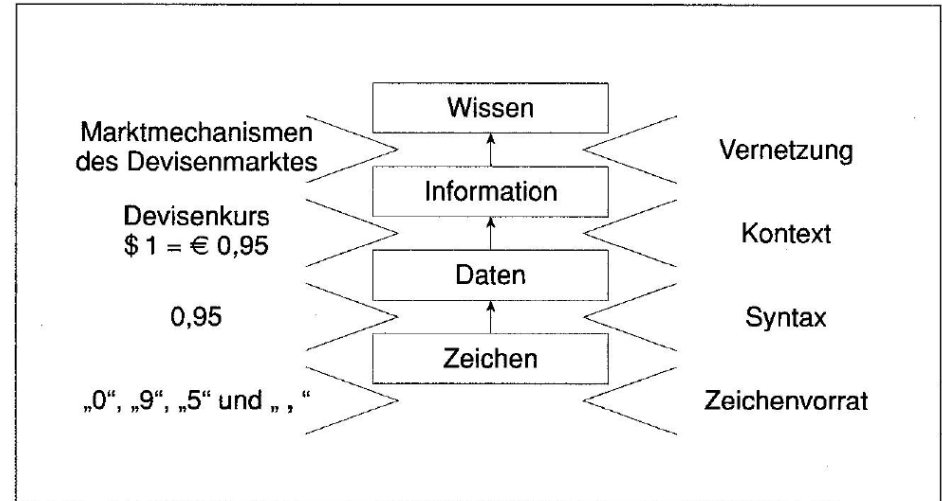 Wissen
Marktmechanismen
des Devisenmarktes
Vernetzung
Information
Devisenkurs
$ 1 = € 0,95
Kontext
Daten
0,95
Syntax
Zeichen
„0“, „9“, „5“ und „ , “
Zeichenvorrat